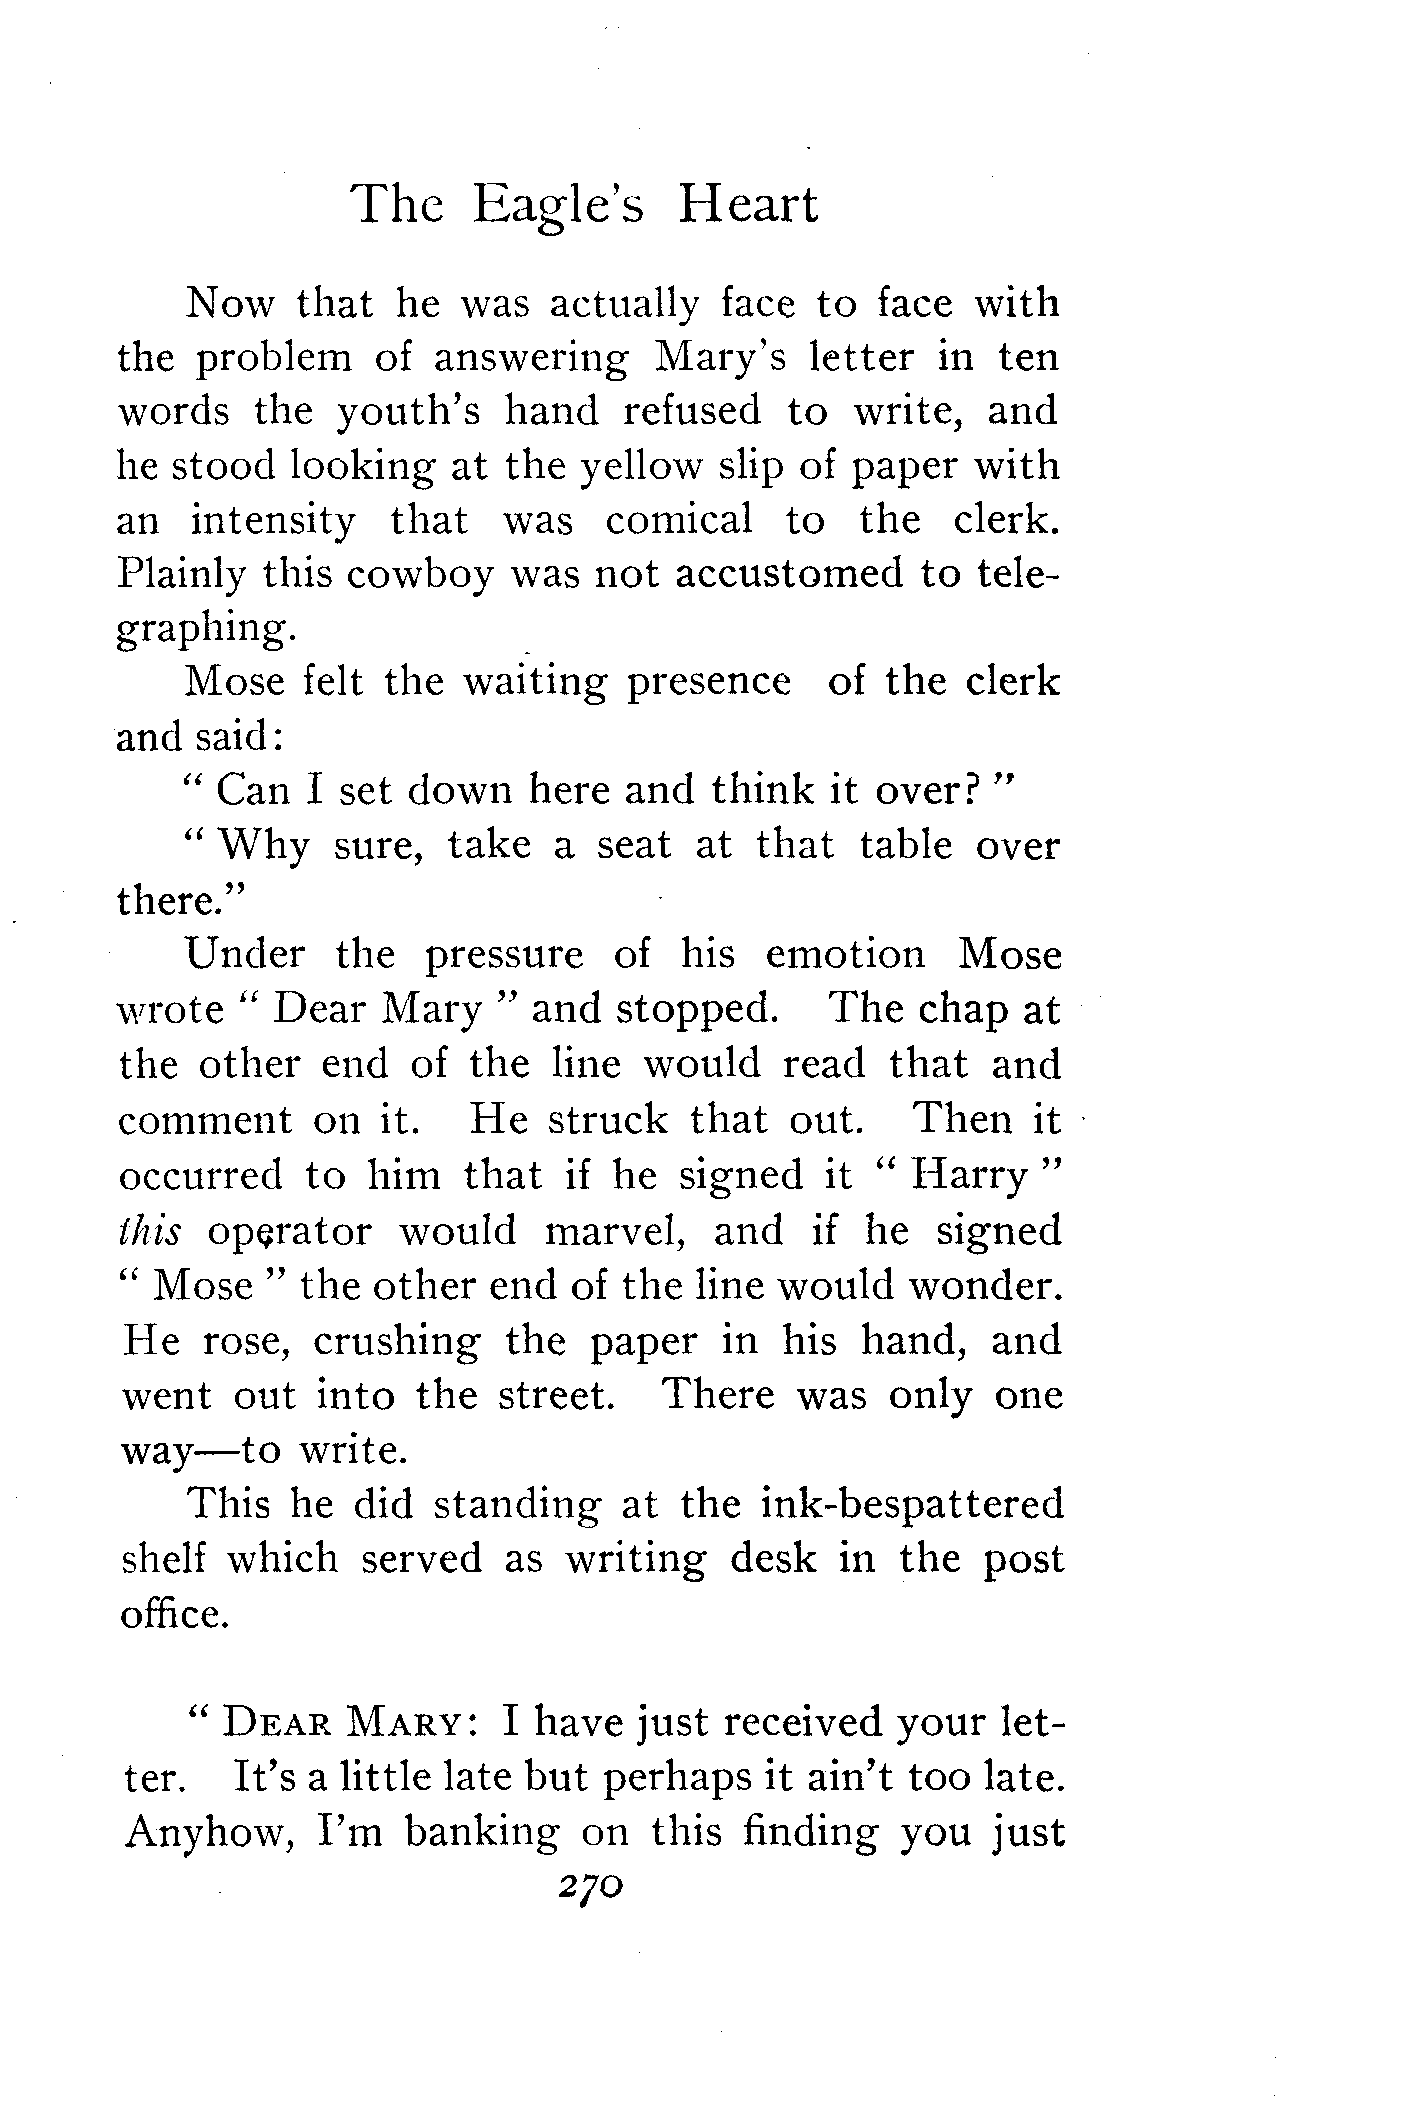 The Eagle's Heart
Now that he was actually face to face with
the problem of answering Mary's letter in ten
words the youth's hand refused to write, and
he stood looking at the yellow slip of paper with
an intensity that was comical to the clerk.
Plainly this cowboy was not accustomed to tele-
graphing.
Mose felt the waiting presence of the clerk
and said:
" Can I set down here and think it over? "
" Why sure, take a seat at that table over
there."
Under the pressure of his emotion Mose
wrote " Dear Mary " and stopped. The chap at
the other end of the line would read that and
comment on it. He struck that out. Then it
occurred to him that if he signed it " Harry "
this operator would marvel, and if he signed
" Mose " the other end of the line would wonder.
He rose, crushing the paper in his hand, and
went out into the street. There was only one
way—to write.
This he did standing at the ink-bespattered
shelf which served as writing desk in the post
office.
" DEAR MARY: I have just received your let-
ter. It's a little late but perhaps it ain't too late.
Anyhow, I'm banking on this finding you just
270